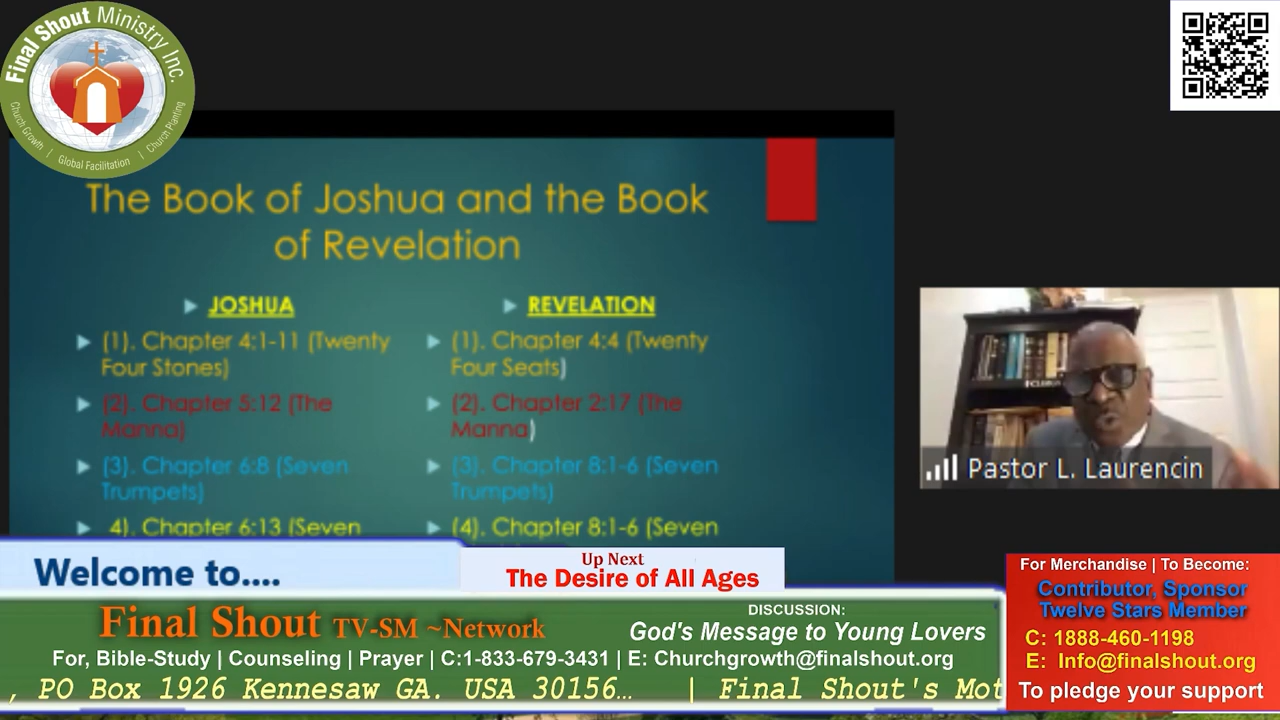 Final Shout Ministry Inc.
Church Growth | Global Facilitation | Church Planting
The Book of Joshua and the Book
of Revelation
JOSHUA
(1). Chapter 4:1-11 (Twenty
Four Stones)
(2). Chapter 5:12 (The
Manna)
(3). Chapter 6:8 (Seven
Trumpets)
4). Chapter 6:13 (Seven
REVELATION
(1). Chapter 4:4 (Twenty
Four Seats)
(2). Chapter 2:17 (The
Manna)
(3). Chapter 8:1-6 (Seven
Trumpets)
(4). Chapter 8:1-6 (Seven
Pastor L. Laurencin
Welcome to....
Up Next
The Desire of All Ages
Final Shout TV-SM ~Network
DISCUSSION:
God's Message to Young Lovers
For, Bible-Study | Counseling | Prayer | C:1-833-679-3431 | E: Churchgrowth@finalshout.org
, PO Box 1926 Kennesaw GA. USA 30156… | Final Shout's Mot
For Merchandise | To Become:
Contributor, Sponsor
Twelve Stars Member
C: 1888-460-1198
E: Info@finalshout.org
To pledge your support